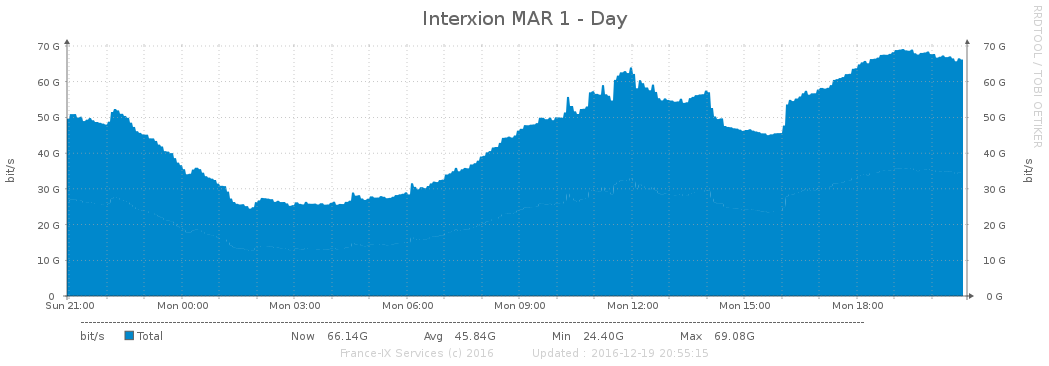 Interxion MAR 1 - Day
RRDTOOL / TOBI OETIKER
70 G 70 G
60 G 60 G
50 G 50 G
40 G 40 G
30 G 30 G
20 G 20 G
10 G 10 G
0 0 G
bit/s bit/s
Sun 21:00 Mon 00:00 Mon 03:00 Mon 06:00 Mon 09:00 Mon 12:00 Mon 15:00 Mon 18:00
bit/s Total Now 66.14G Avg 45.84G Min 24.40G Max 69.08G
France-IX Services (c) 2016 Updated : 2016-12-19 20:55:15